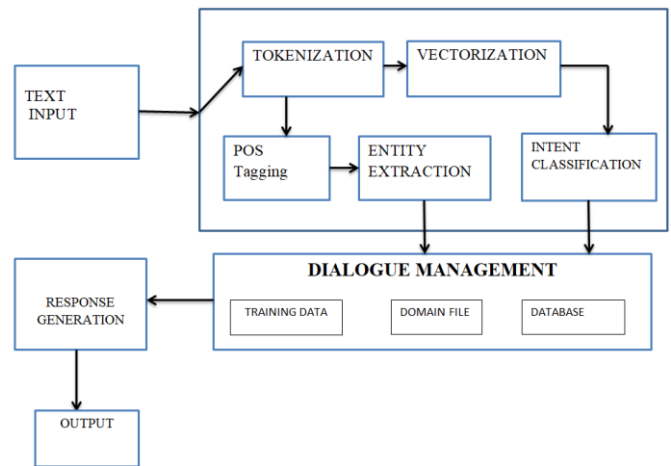 TOKENIZATION
VECTORIZATION
TEXT
INPUT
POS
Tagging
ENTITY
EXTRACTION
INTENT
CLASSIFICATION
DIALOGUE MANAGEMENT
TRAINING DATA
DOMAIN FILE
DATABASE
RESPONSE
GENERATION
OUTPUT